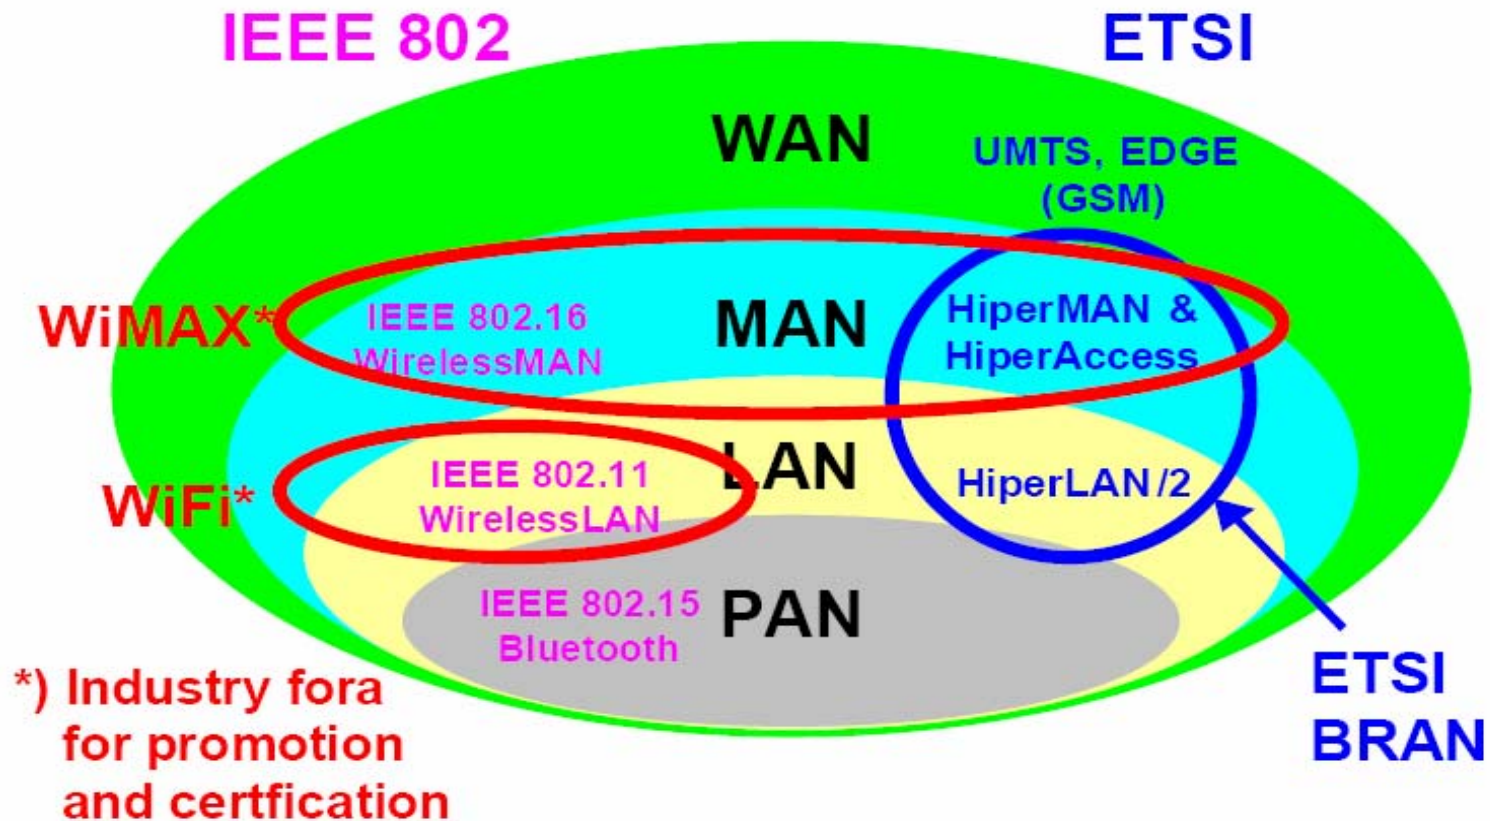 IEEE 802
ETSI
WAN
UMTS, EDGE
(GSM)
WiMAX*
IEEE 802.16
WirelessMAN
MAN
HiperMAN &
HiperAccess
WiFi*
IEEE 802.11
WirelessLAN
LAN
HiperLAN/2
IEEE 802.15
Bluetooth
PAN
*) Industry fora
for promotion
and certfication
ETSI
BRAN